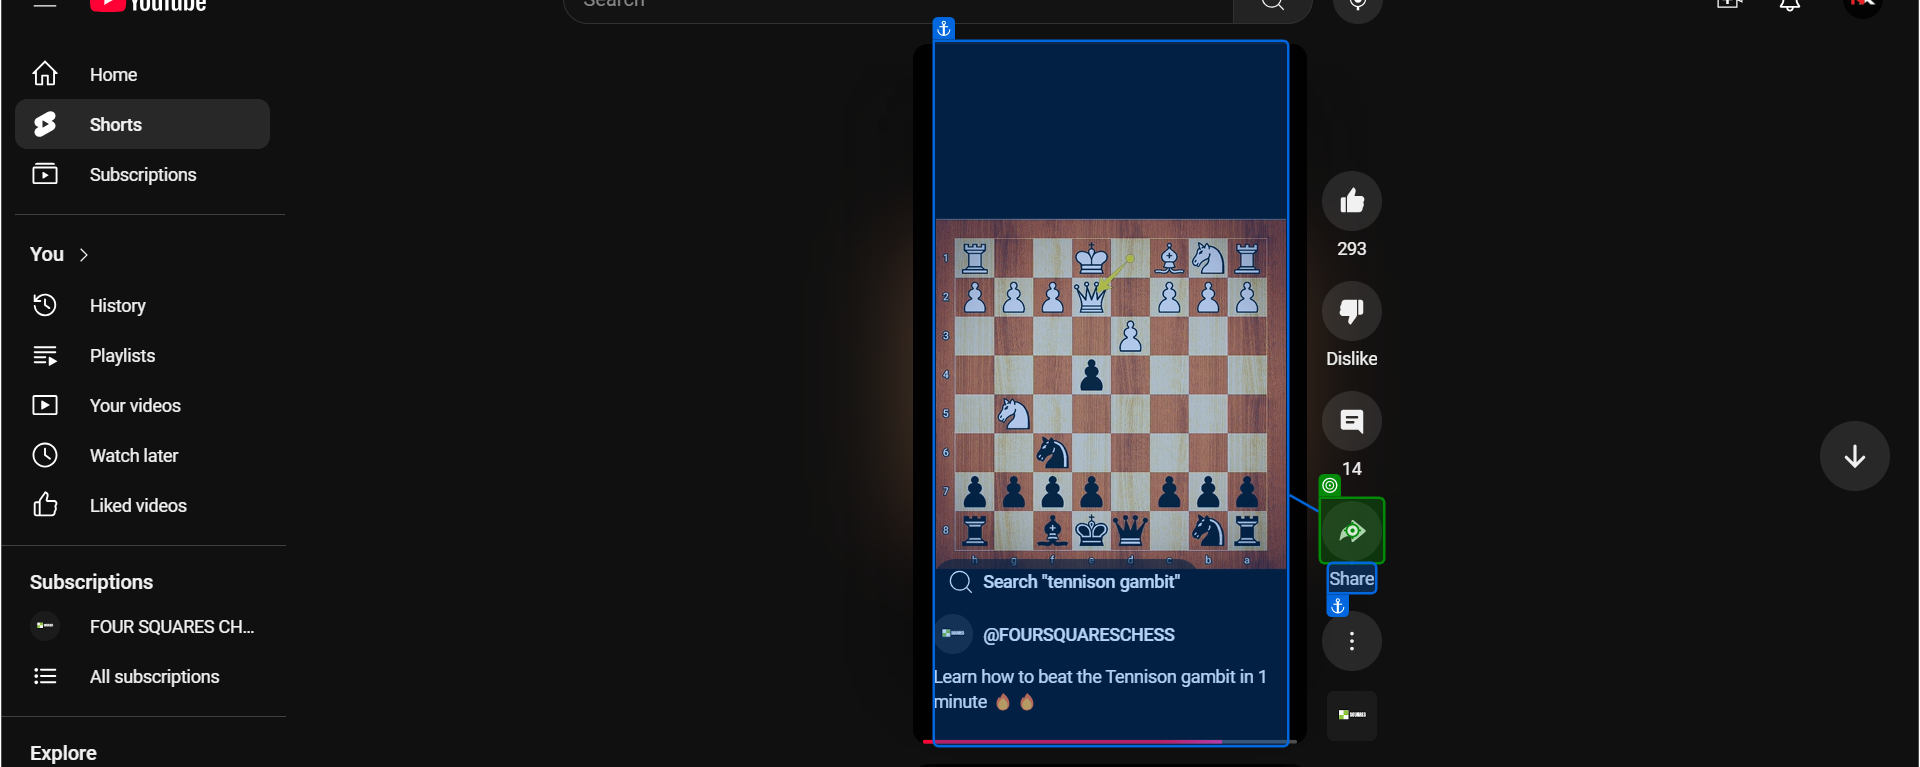 YouTube
Search
Home
Shorts
Subscriptions
You
History
Playlists
Your videos
Watch later
Liked videos
Subscriptions
FOUR SQUARES CH...
All subscriptions
Explore
1
2
3
4
5
6
7
8
h g f e d c b a
Search "tennison gambit"
@FOURSQUARESCHESS
Learn how to beat the Tennison gambit in 1
minute 🔥 🔥
293
Dislike
14
Share